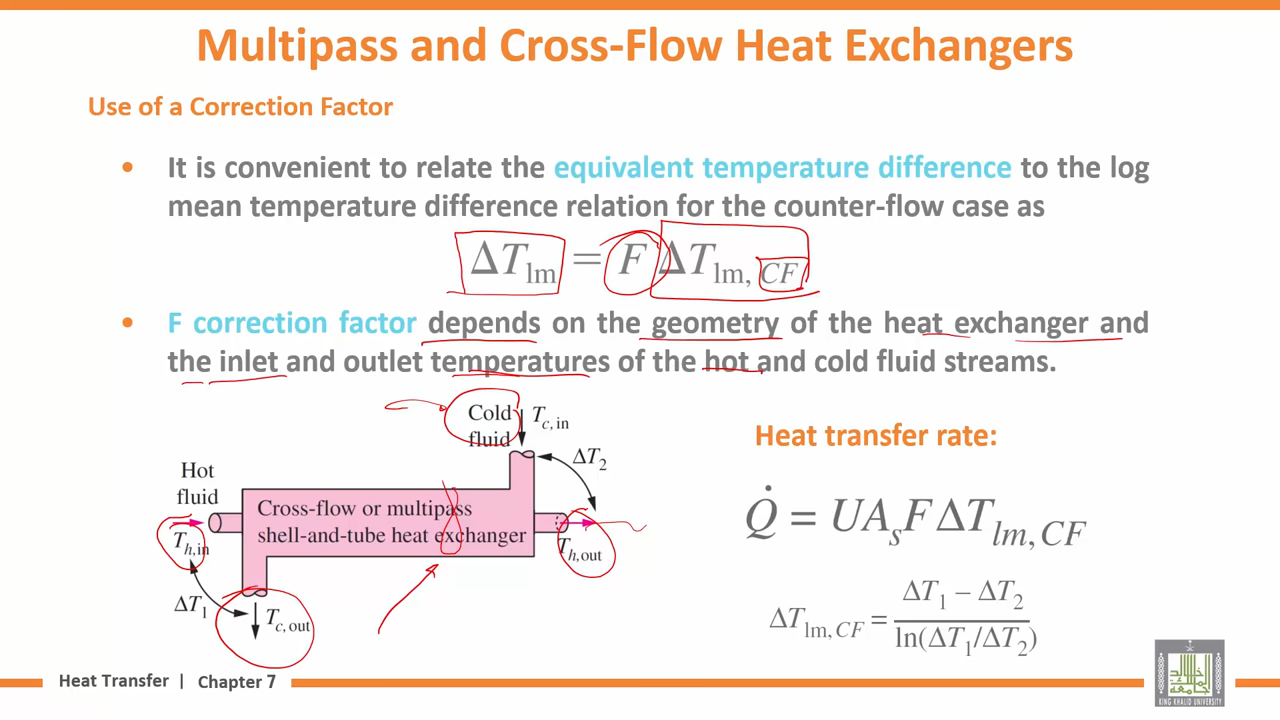 Multipass and Cross-Flow Heat Exchangers
Use of a Correction Factor
• It is convenient to relate the equivalent temperature difference to the log
mean temperature difference relation for the counter-flow case as
ΔT_lm = F ΔT_lm, CF
• F correction factor depends on the geometry of the heat exchanger and
the inlet and outlet temperatures of the hot and cold fluid streams.
Cold
fluid
T_c,in
ΔT_2
Hot
fluid
Cross-flow or multipass
shell-and-tube heat exchanger
T_h,in
T_h,out
ΔT_1
T_c,out
Heat transfer rate:
Q̇ = UA_s F ΔT_lm,CF
ΔT_lm,CF = (ΔT_1 – ΔT_2) / ln(ΔT_1/ΔT_2)
Heat Transfer | Chapter 7
KING KHALID UNIVERSITY